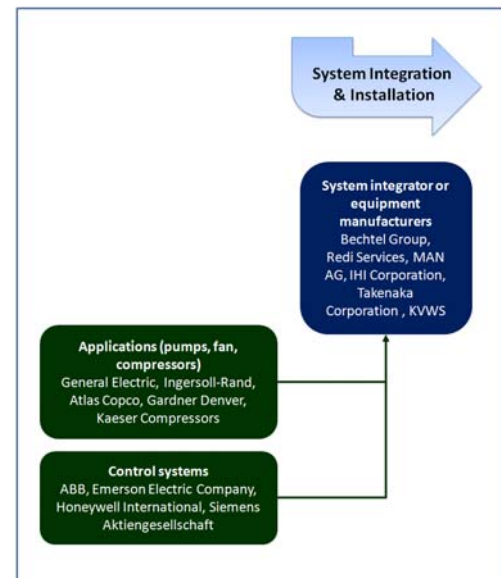 System Integration
& Installation
System integrator or
equipment
manufacturers
Bechtel Group,
Redi Services, MAN
AG, IHI Corporation,
Takenaka
Corporation , KVWS
Applications (pumps, fan,
compressors)
General Electric, Ingersoll-Rand,
Atlas Copco, Gardner Denver,
Kaeser Compressors
Control systems
ABB, Emerson Electric Company,
Honeywell International, Siemens
Aktiengesellschaft